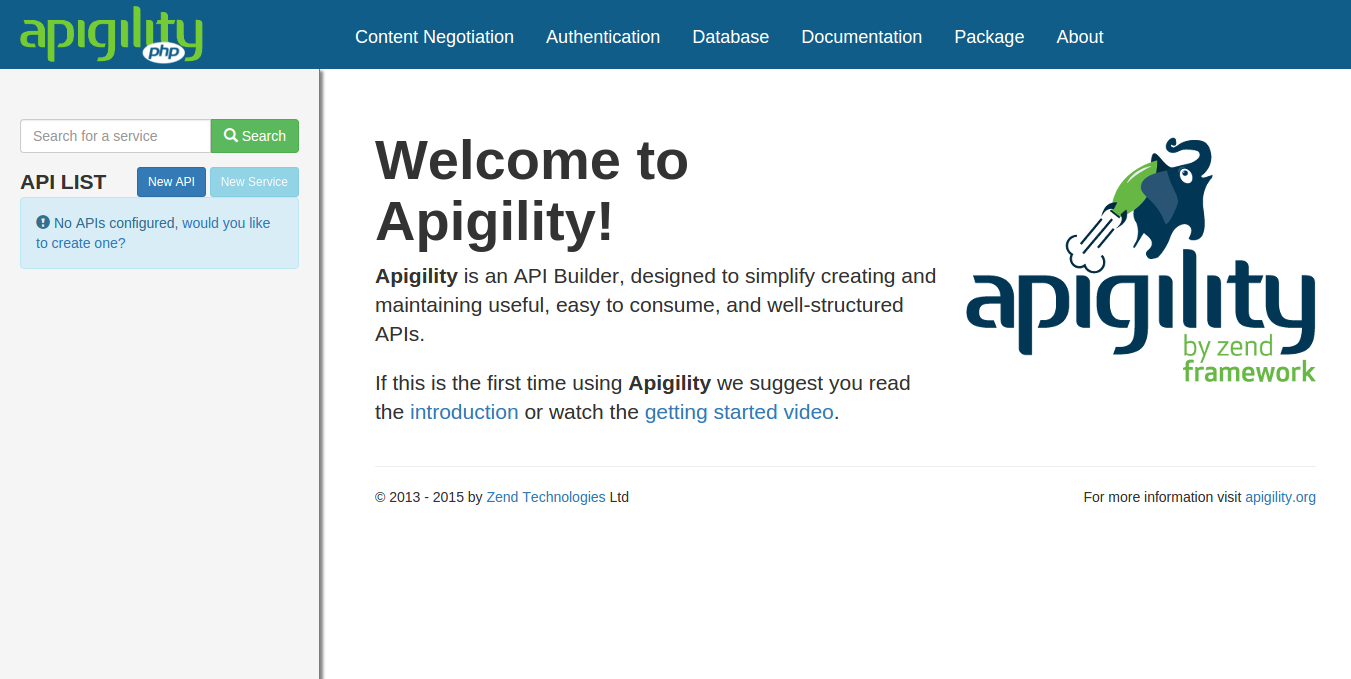 apigility
php
Content Negotiation Authentication Database Documentation Package About
Search for a service Search
API LIST New API New Service
No APIs configured, would you like
to create one?
Welcome to
Apigility!
Apigility is an API Builder, designed to simplify creating and
maintaining useful, easy to consume, and well-structured
APIs.
If this is the first time using Apigility we suggest you read
the introduction or watch the getting started video.
apigility
by zend
framework
© 2013 - 2015 by Zend Technologies Ltd
For more information visit apigility.org